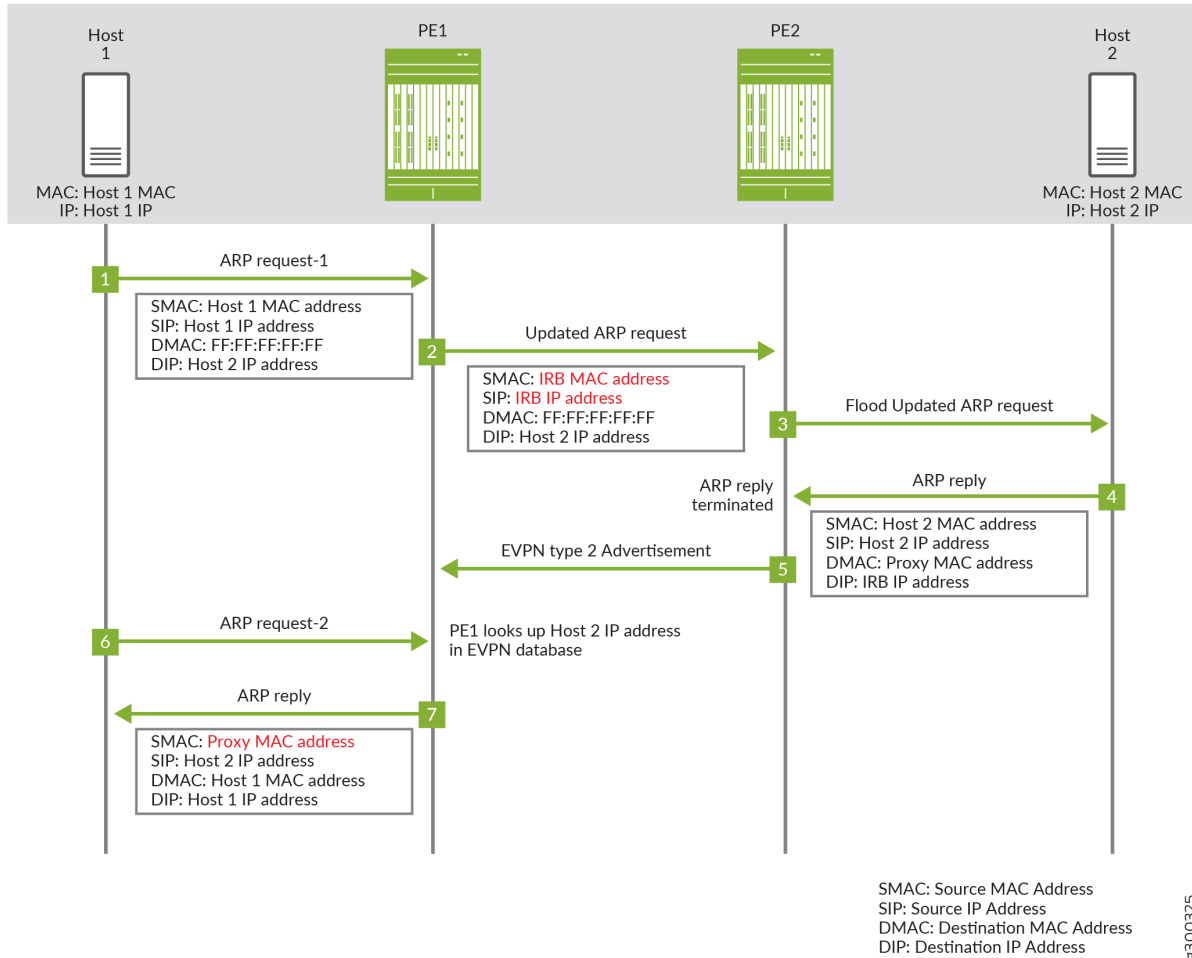 Host
1
PE1
PE2
Host
2
MAC: Host 1 MAC
IP: Host 1 IP
MAC: Host 2 MAC
IP: Host 2 IP
1
ARP request-1
SMAC: Host 1 MAC address
SIP: Host 1 IP address
DMAC: FF:FF:FF:FF:FF
DIP: Host 2 IP address
2
Updated ARP request
SMAC: IRB MAC address
SIP: IRB IP address
DMAC: FF:FF:FF:FF:FF
DIP: Host 2 IP address
3
Flood Updated ARP request
ARP reply
terminated
ARP reply
4
SMAC: Host 2 MAC address
SIP: Host 2 IP address
DMAC: Proxy MAC address
DIP: IRB IP address
EVPN type 2 Advertisement
5
6
ARP request-2
PE1 looks up Host 2 IP address
in EVPN database
ARP reply
7
SMAC: Proxy MAC address
SIP: Host 2 IP address
DMAC: Host 1 MAC address
DIP: Host 1 IP address
SMAC: Source MAC Address
SIP: Source IP Address
DMAC: Destination MAC Address
DIP: Destination IP Address